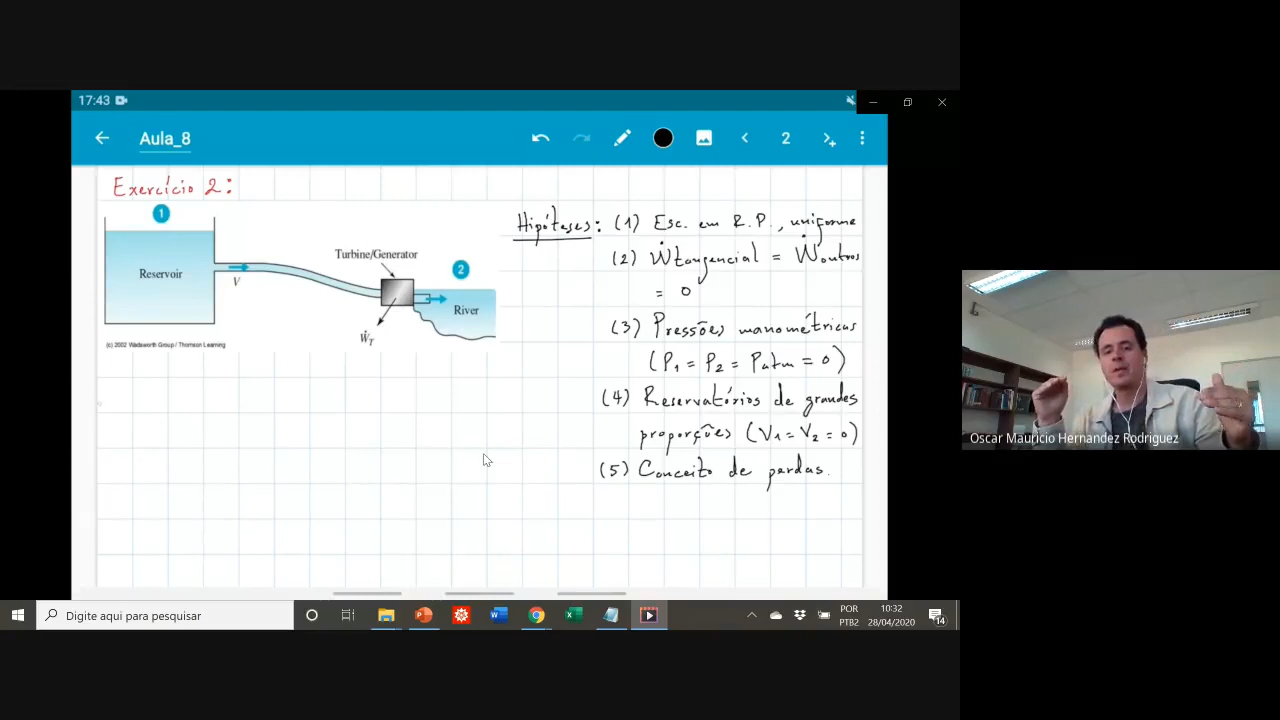 17:43
Aula_8
2
Exercício 2:
1
Reservoir
V
Turbine/Generator
2
River
ẆT
(c) 2002 Wadsworth Group / Thomson Learning
Hipóteses: (1) Esc. em R.P., uniforme
(2) Ẇtangencial = Ẇoutros
= 0
(3) Pressões manométricas
(P1 = P2 = Patm = 0)
(4) Reservatórios de grandes
proporções (V1 = V2 = 0)
(5) Conceito de perdas.
Oscar Mauricio Hernandez Rodriguez
Digite aqui para pesquisar
POR
PTB2
10:32
28/04/2020
14